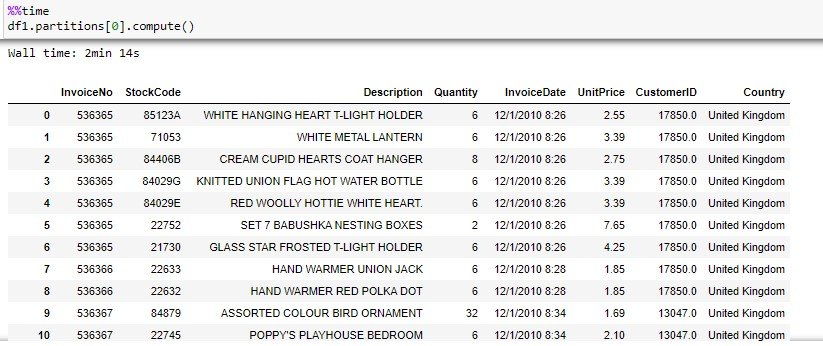 %%time
df1.partitions[0].compute()
Wall time: 2min 14s
InvoiceNo StockCode Description Quantity InvoiceDate UnitPrice CustomerID Country
0 536365 85123A WHITE HANGING HEART T-LIGHT HOLDER 6 12/1/2010 8:26 2.55 17850.0 United Kingdom
1 536365 71053 WHITE METAL LANTERN 6 12/1/2010 8:26 3.39 17850.0 United Kingdom
2 536365 84406B CREAM CUPID HEARTS COAT HANGER 8 12/1/2010 8:26 2.75 17850.0 United Kingdom
3 536365 84029G KNITTED UNION FLAG HOT WATER BOTTLE 6 12/1/2010 8:26 3.39 17850.0 United Kingdom
4 536365 84029E RED WOOLLY HOTTIE WHITE HEART. 6 12/1/2010 8:26 3.39 17850.0 United Kingdom
5 536365 22752 SET 7 BABUSHKA NESTING BOXES 2 12/1/2010 8:26 7.65 17850.0 United Kingdom
6 536365 21730 GLASS STAR FROSTED T-LIGHT HOLDER 6 12/1/2010 8:26 4.25 17850.0 United Kingdom
7 536366 22633 HAND WARMER UNION JACK 6 12/1/2010 8:28 1.85 17850.0 United Kingdom
8 536366 22632 HAND WARMER RED POLKA DOT 6 12/1/2010 8:28 1.85 17850.0 United Kingdom
9 536367 84879 ASSORTED COLOUR BIRD ORNAMENT 32 12/1/2010 8:34 1.69 13047.0 United Kingdom
10 536367 22745 POPPY'S PLAYHOUSE BEDROOM 6 12/1/2010 8:34 2.10 13047.0 United Kingdom